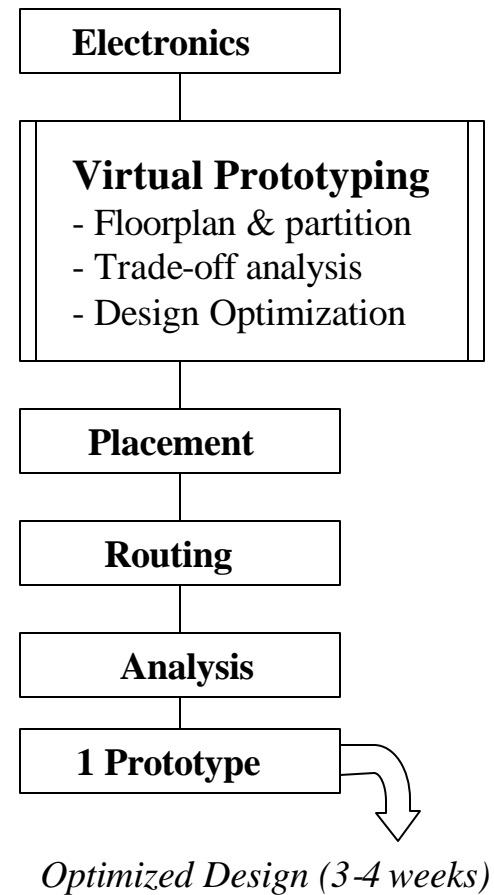 Electronics
Virtual Prototyping
- Floorplan & partition
- Trade-off analysis
- Design Optimization
Placement
Routing
Analysis
1 Prototype
Optimized Design (3-4 weeks)